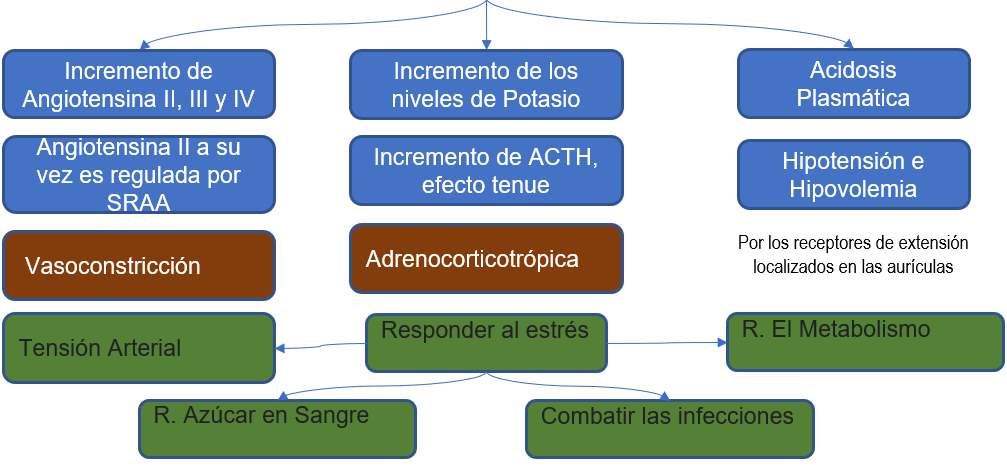 Incremento de
Angiotensina II, III y IV
Incremento de los
niveles de Potasio
Acidosis
Plasmática
Angiotensina II a su
vez es regulada por
SRAA
Incremento de ACTH,
efecto tenue
Hipotensión e
Hipovolemia
Vasoconstricción
Adrenocorticotrópica
Por los receptores de extensión
localizados en las aurículas
Tensión Arterial
Responder al estrés
R. El Metabolismo
R. Azúcar en Sangre
Combatir las infecciones